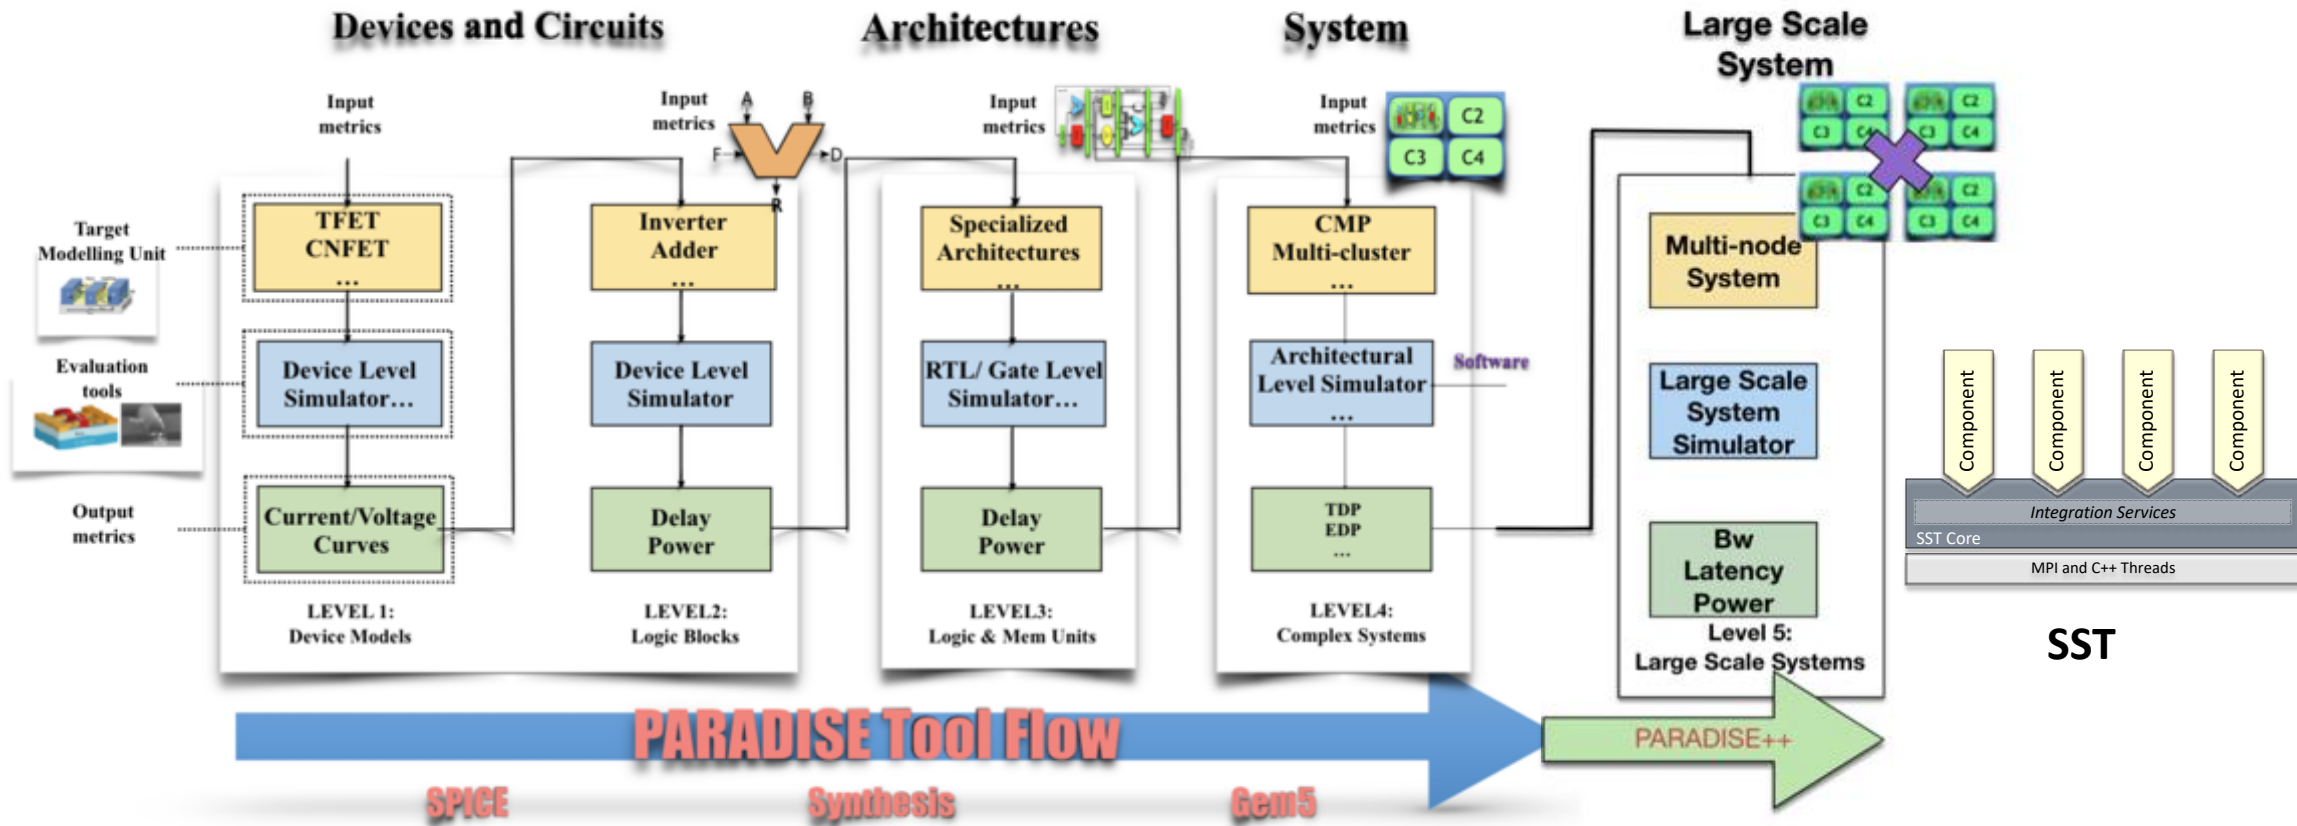 Devices and Circuits
Architectures
System
Large Scale
System
Input
metrics
Input
metrics
A
B
F
D
R
Input
metrics
Input
metrics
C2
C3
C4
C2
C3
C4
C2
C3
C4
C2
C3
C4
C2
C3
C4
Target
Modelling Unit
Evaluation
tools
Output
metrics
TFET
CNFET
...
Device Level
Simulator...
Current/Voltage
Curves
LEVEL 1:
Device Models
Inverter
Adder
...
Device Level
Simulator
Delay
Power
LEVEL2:
Logic Blocks
Specialized
Architectures
...
RTL/ Gate Level
Simulator...
Delay
Power
LEVEL3:
Logic & Mem Units
CMP
Multi-cluster
...
Architectural
Level Simulator
...
Software
TDP
EDP
...
LEVEL4:
Complex Systems
Multi-node
System
Large Scale
System
Simulator
Bw
Latency
Power
Level 5:
Large Scale Systems
Component
Component
Component
Component
Integration Services
SST Core
MPI and C++ Threads
SST
PARADISE Tool Flow
PARADISE++
SPICE
Synthesis
Gem5